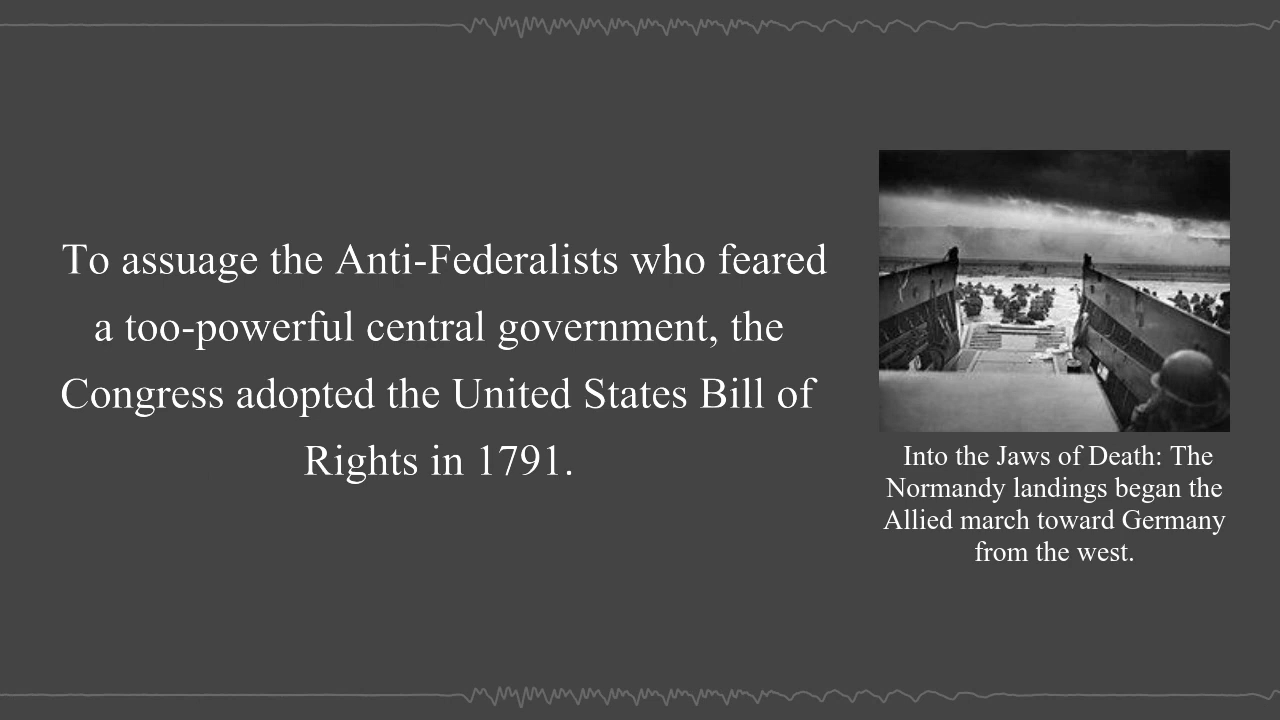 To assuage the Anti-Federalists who feared
a too-powerful central government, the
Congress adopted the United States Bill of
Rights in 1791.
Into the Jaws of Death: The
Normandy landings began the
Allied march toward Germany
from the west.